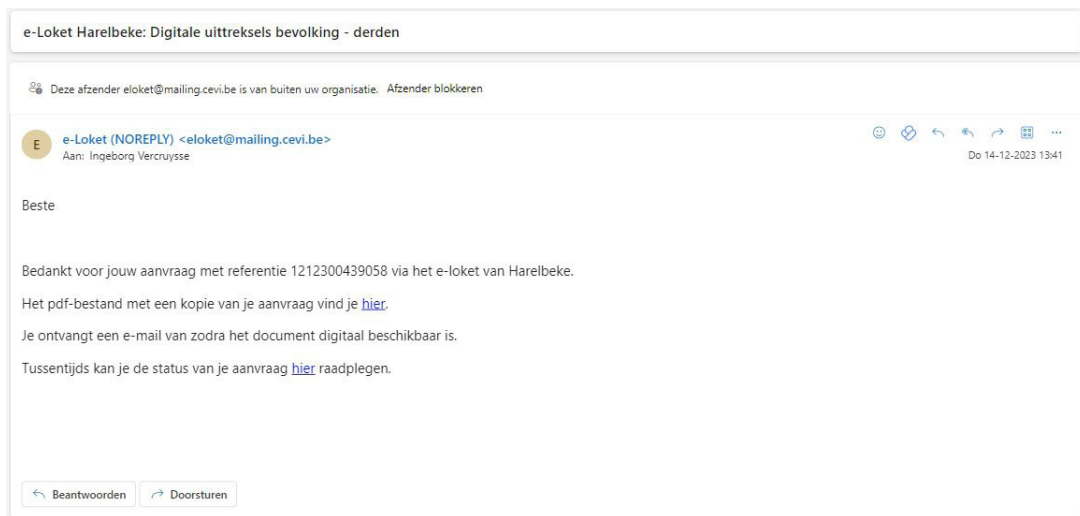 e-Loket Harelbeke: Digitale uittreksels bevolking - derden
Deze afzender eloket@mailing.cevi.be is van buiten uw organisatie. Afzender blokkeren
E
e-Loket (NOREPLY) <eloket@mailing.cevi.be>
Aan: Ingeborg Vercruysse
Do 14-12-2023 13:41
Beste
Bedankt voor jouw aanvraag met referentie 1212300439058 via het e-loket van Harelbeke.
Het pdf-bestand met een kopie van je aanvraag vind je hier.
Je ontvangt een e-mail van zodra het document digitaal beschikbaar is.
Tussentijds kan je de status van je aanvraag hier raadplegen.
Beantwoorden Doorsturen